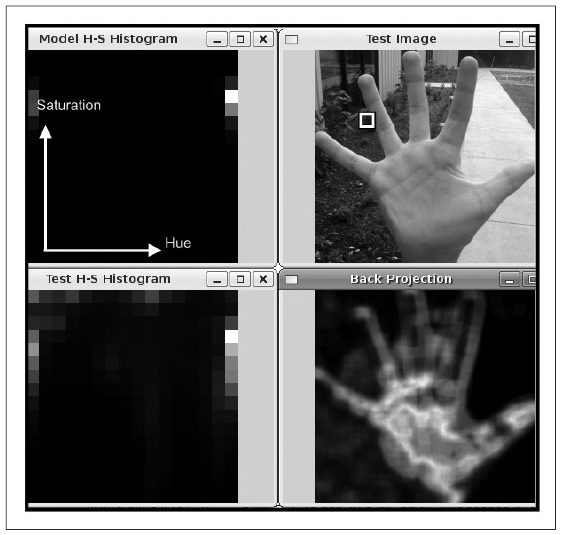 Model H-S Histogram
Test Image
Saturation
Hue
Test H-S Histogram
Back Projection